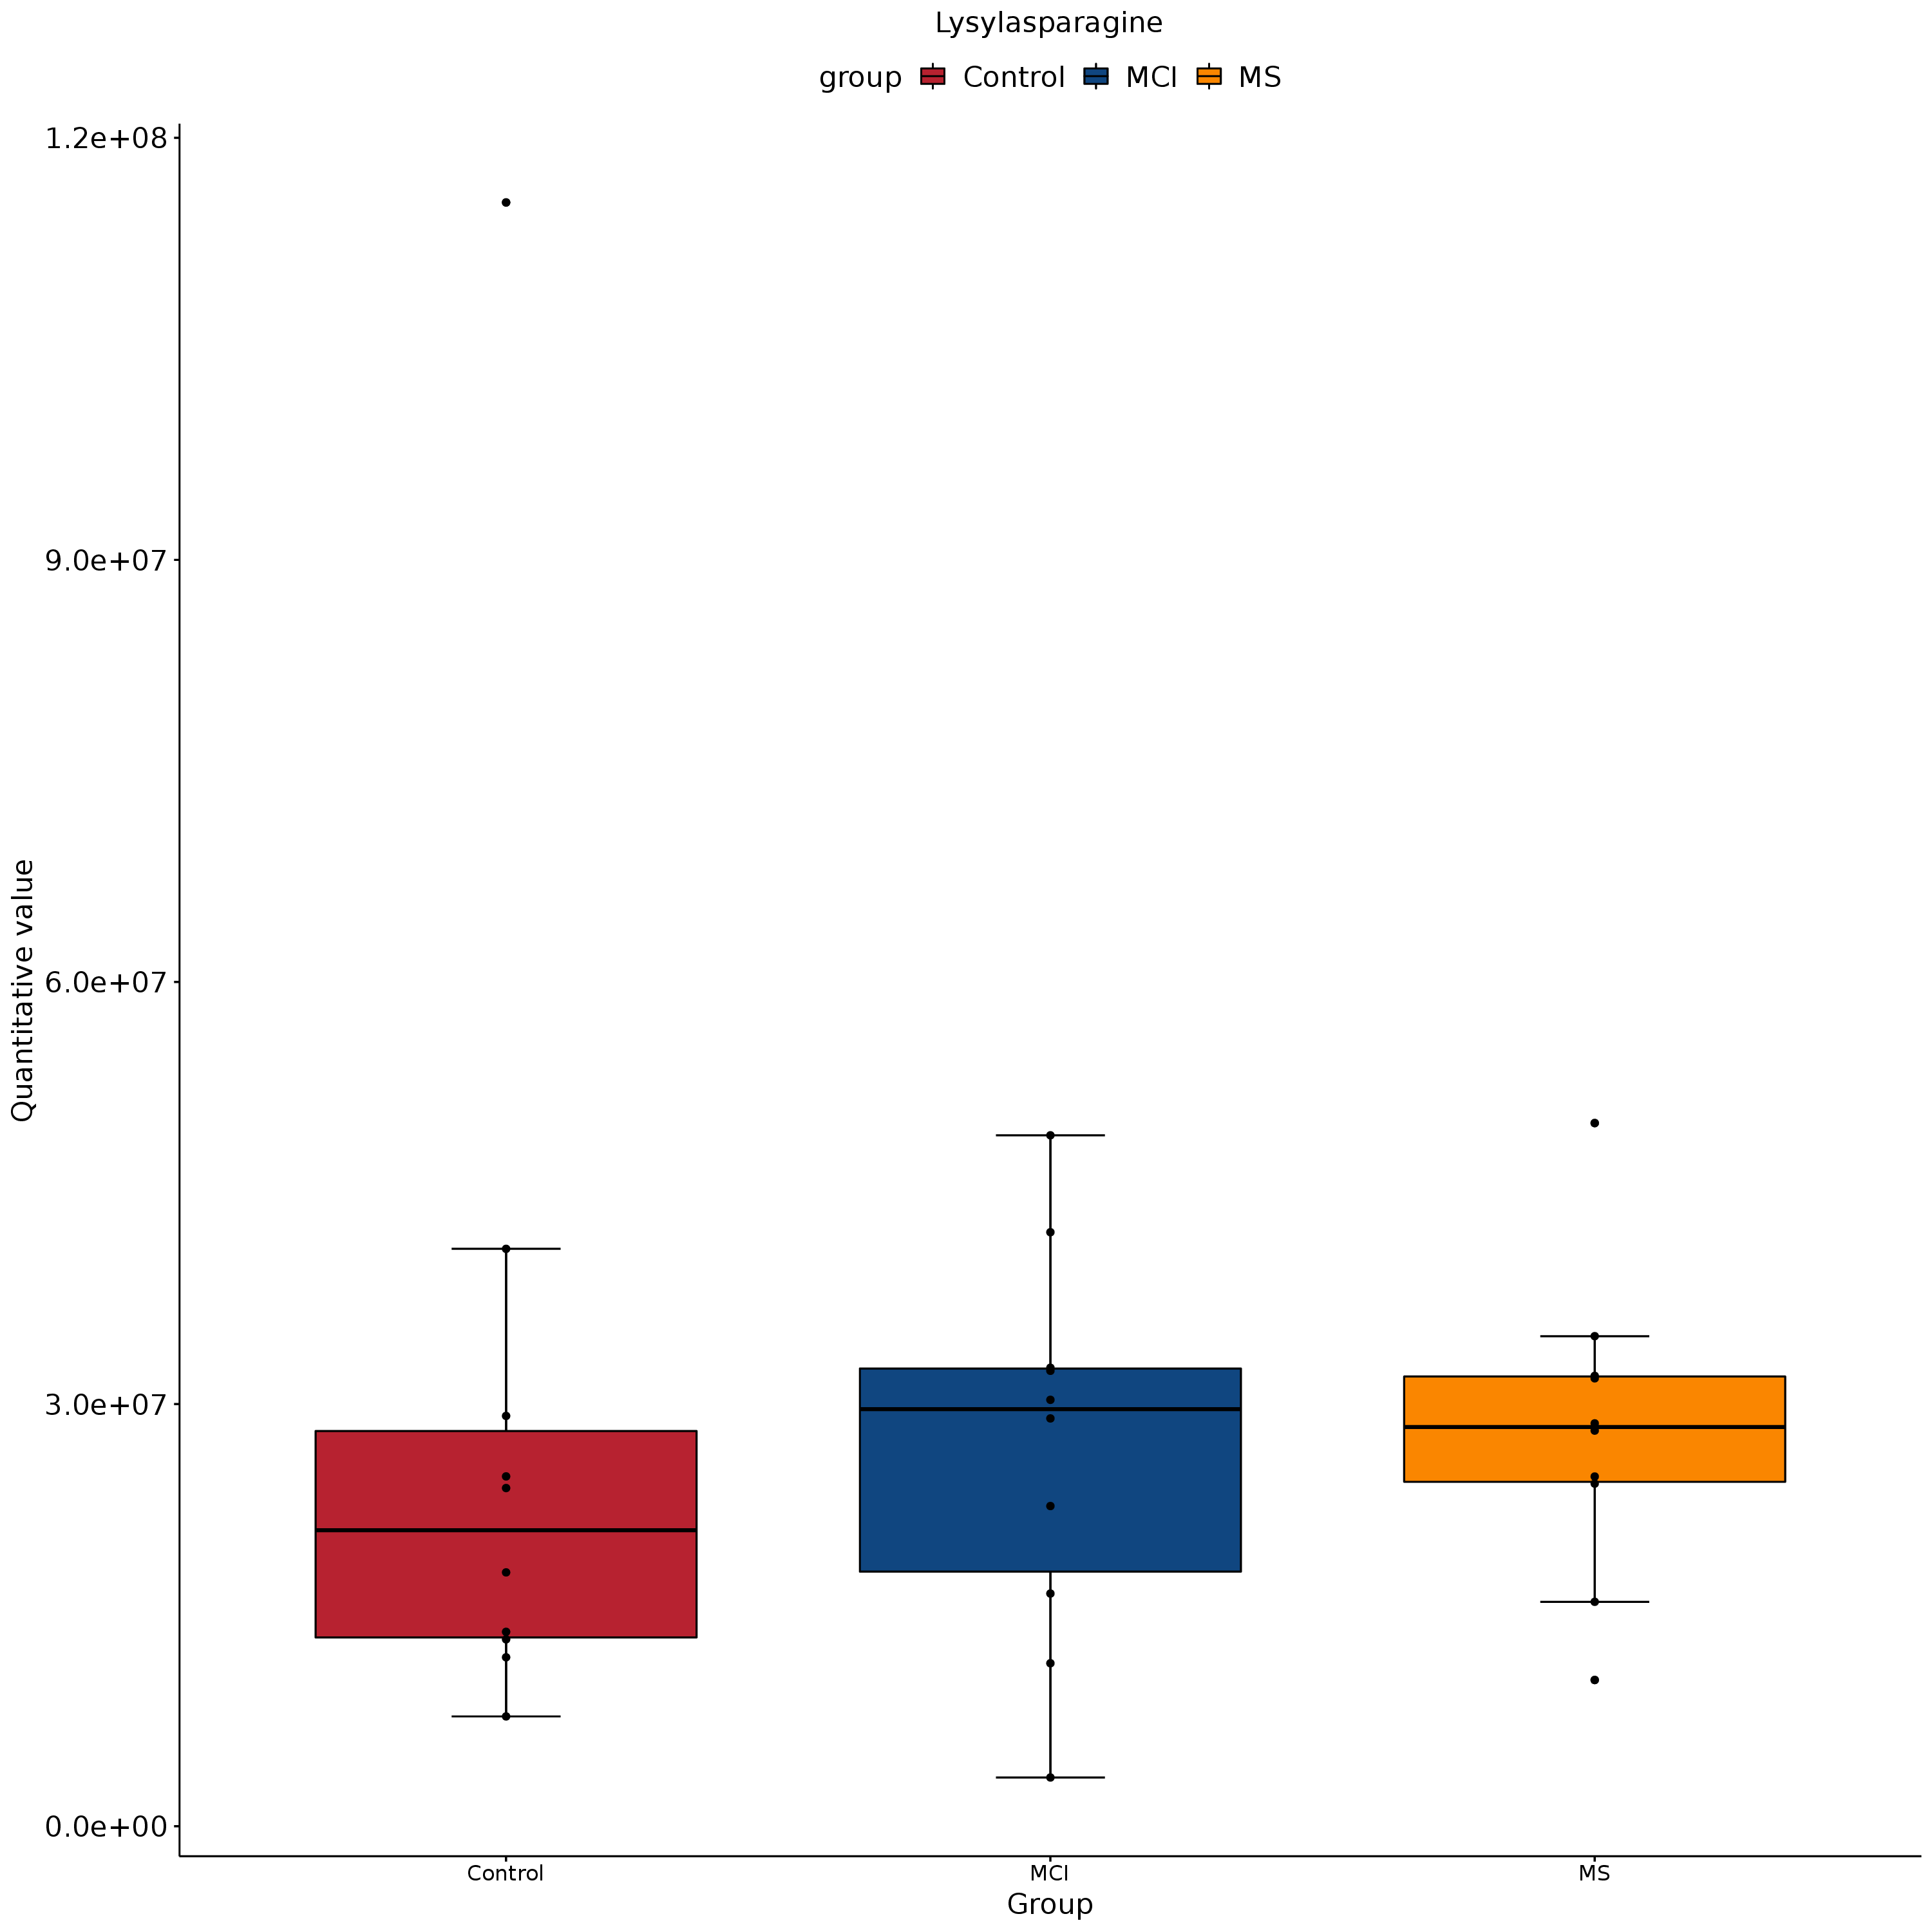 Lysylasparagine
group Control MCI MS
1.2e+08
9.0e+07
6.0e+07
3.0e+07
0.0e+00
Quantitative value
Control MCI MS
Group